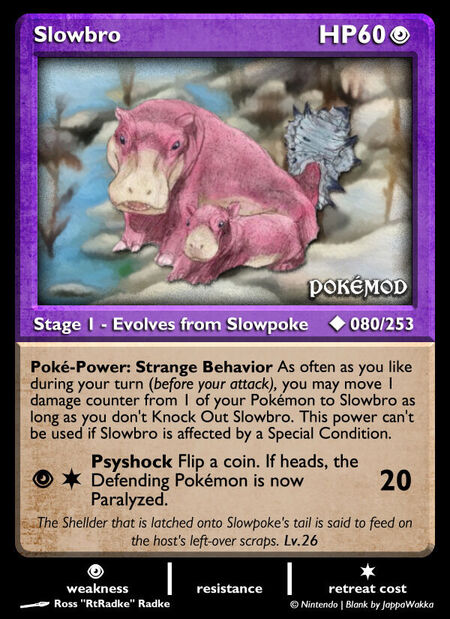 Slowbro HP60
POKÉMOD
Stage 1 - Evolves from Slowpoke ◆ 080/253
Poké-Power: Strange Behavior As often as you like
during your turn (before your attack), you may move 1
damage counter from 1 of your Pokémon to Slowbro as
long as you don't Knock Out Slowbro. This power can't
be used if Slowbro is affected by a Special Condition.
Psyshock Flip a coin. If heads, the
Defending Pokémon is now
Paralyzed.
20
The Shellder that is latched onto Slowpoke's tail is said to feed on
the host's left-over scraps. Lv.26
weakness resistance retreat cost
Ross "RtRadke" Radke © Nintendo | Blank by JappaWakka